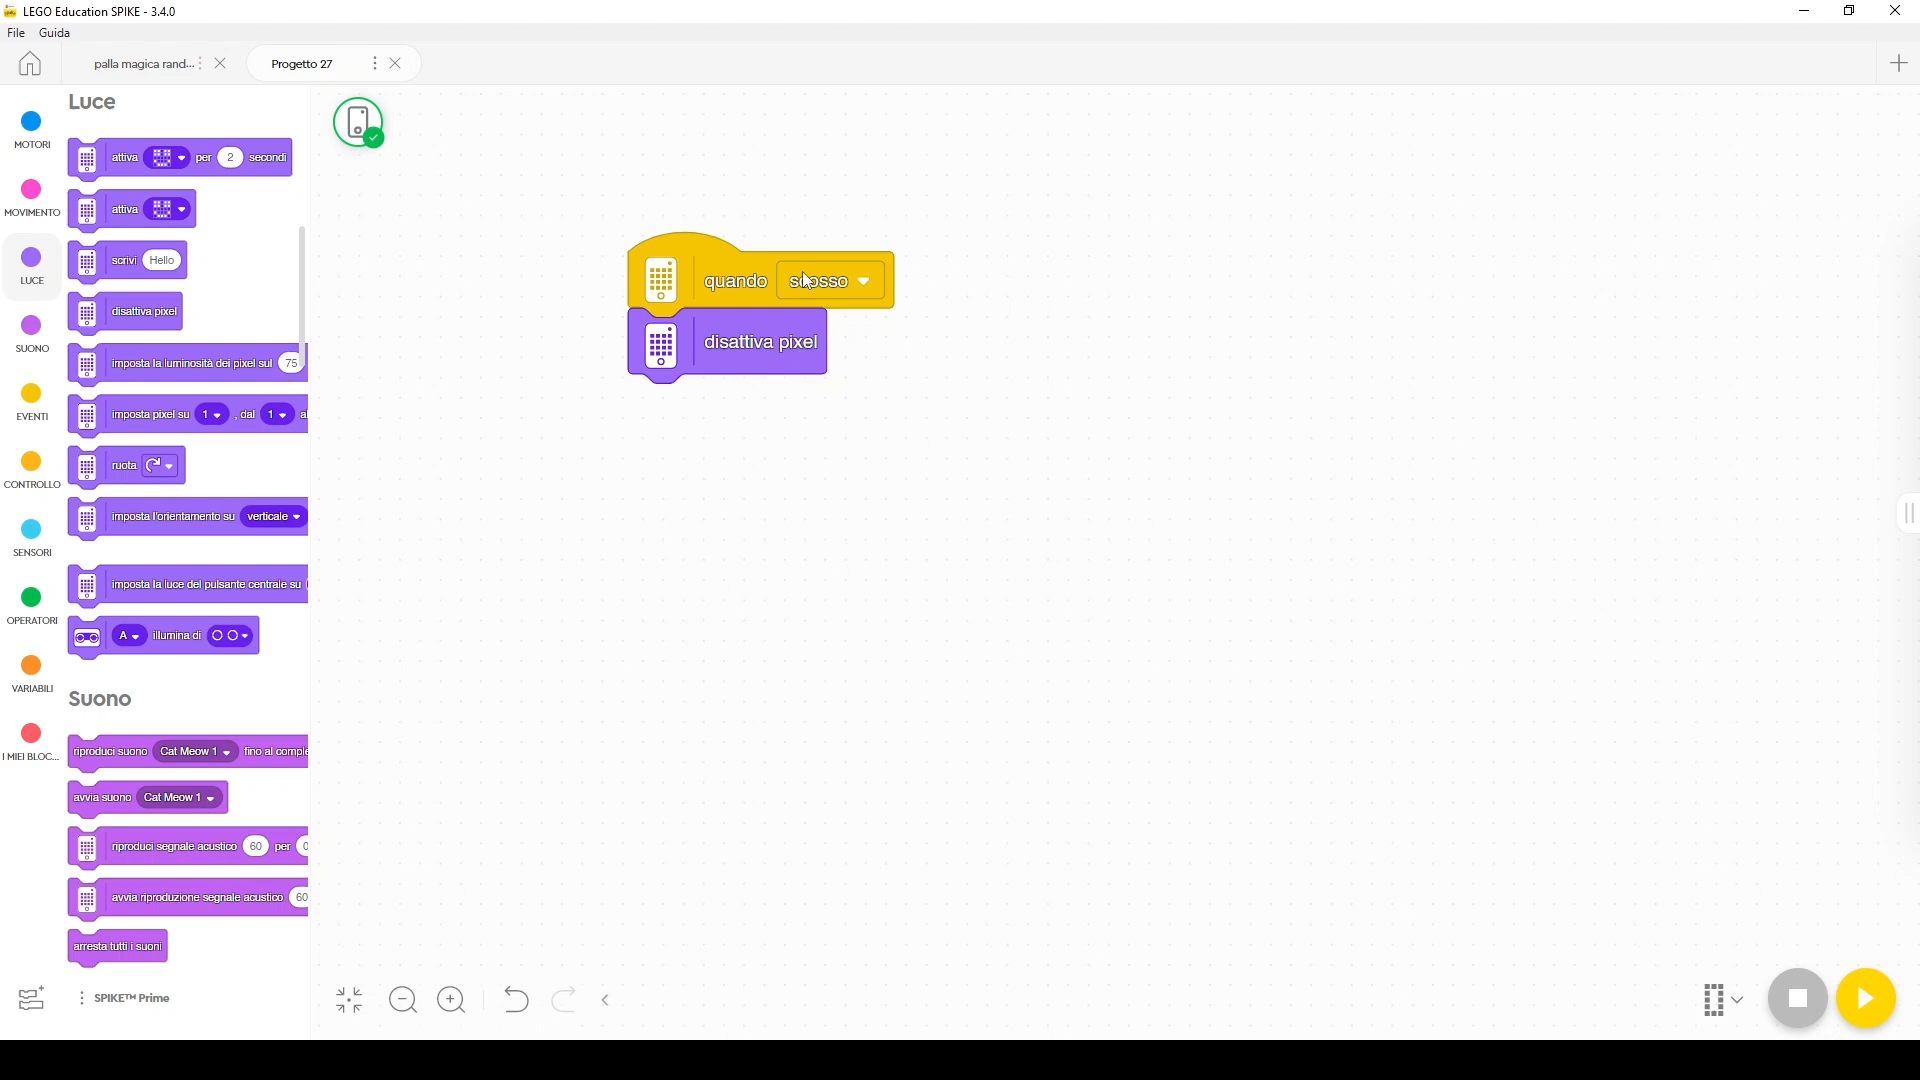 LEGO Education SPIKE - 3.4.0
File Guida
palla magica rand...
Progetto 27
Luce
MOTORI
MOVIMENTO
LUCE
SUONO
EVENTI
CONTROLLO
SENSORI
OPERATORI
VARIABILI
I MIEI BLOC...
attiva per 2 secondi
attiva
scrivi Hello
disattiva pixel
imposta la luminosità dei pixel sul 75
imposta pixel su 1 , dal 1 al
ruota
imposta l'orientamento su verticale
imposta la luce del pulsante centrale su
A illumina di
Suono
riproduci suono Cat Meow 1 fino al comple
avvia suono Cat Meow 1
riproduci segnale acustico 60 per 0
avvia riproduzione segnale acustico 60
arresta tutti i suoni
SPIKE™ Prime
quando scosso
disattiva pixel